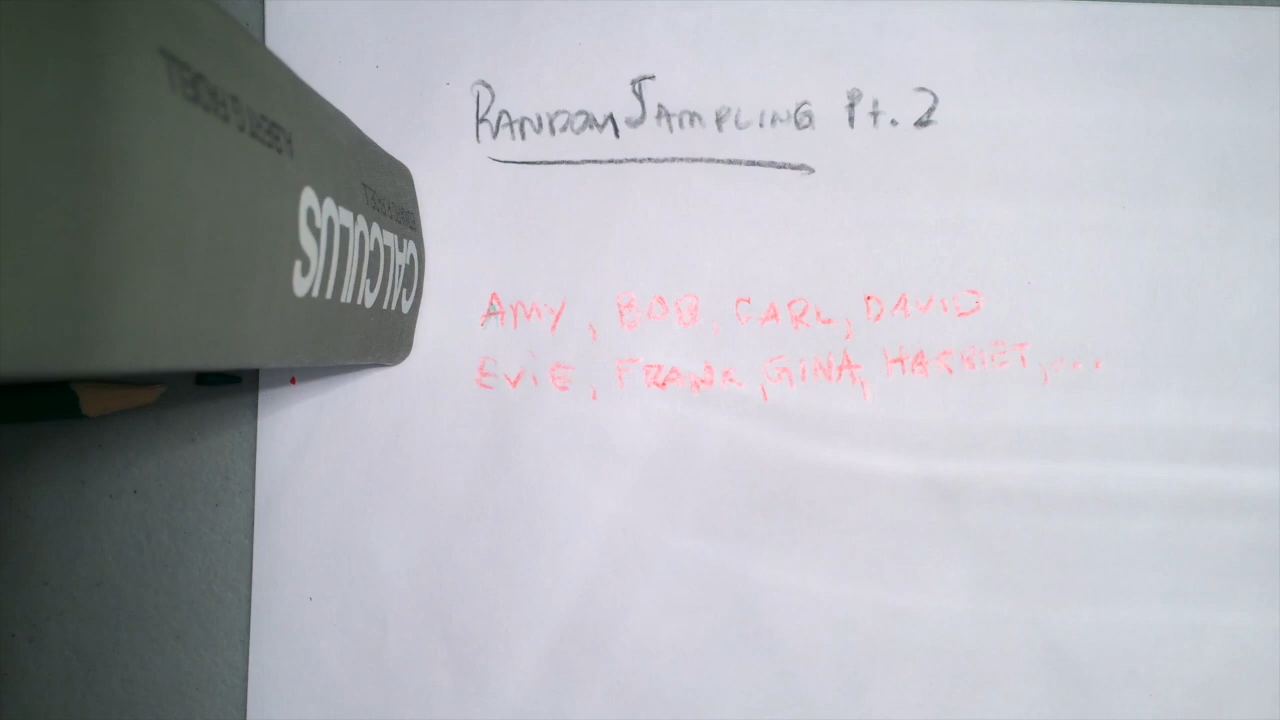 Random Sampling Pt. 2
Amy, Bob, Carl, David
Evie, Frank, Gina, Harriet, ...
CALCULUS